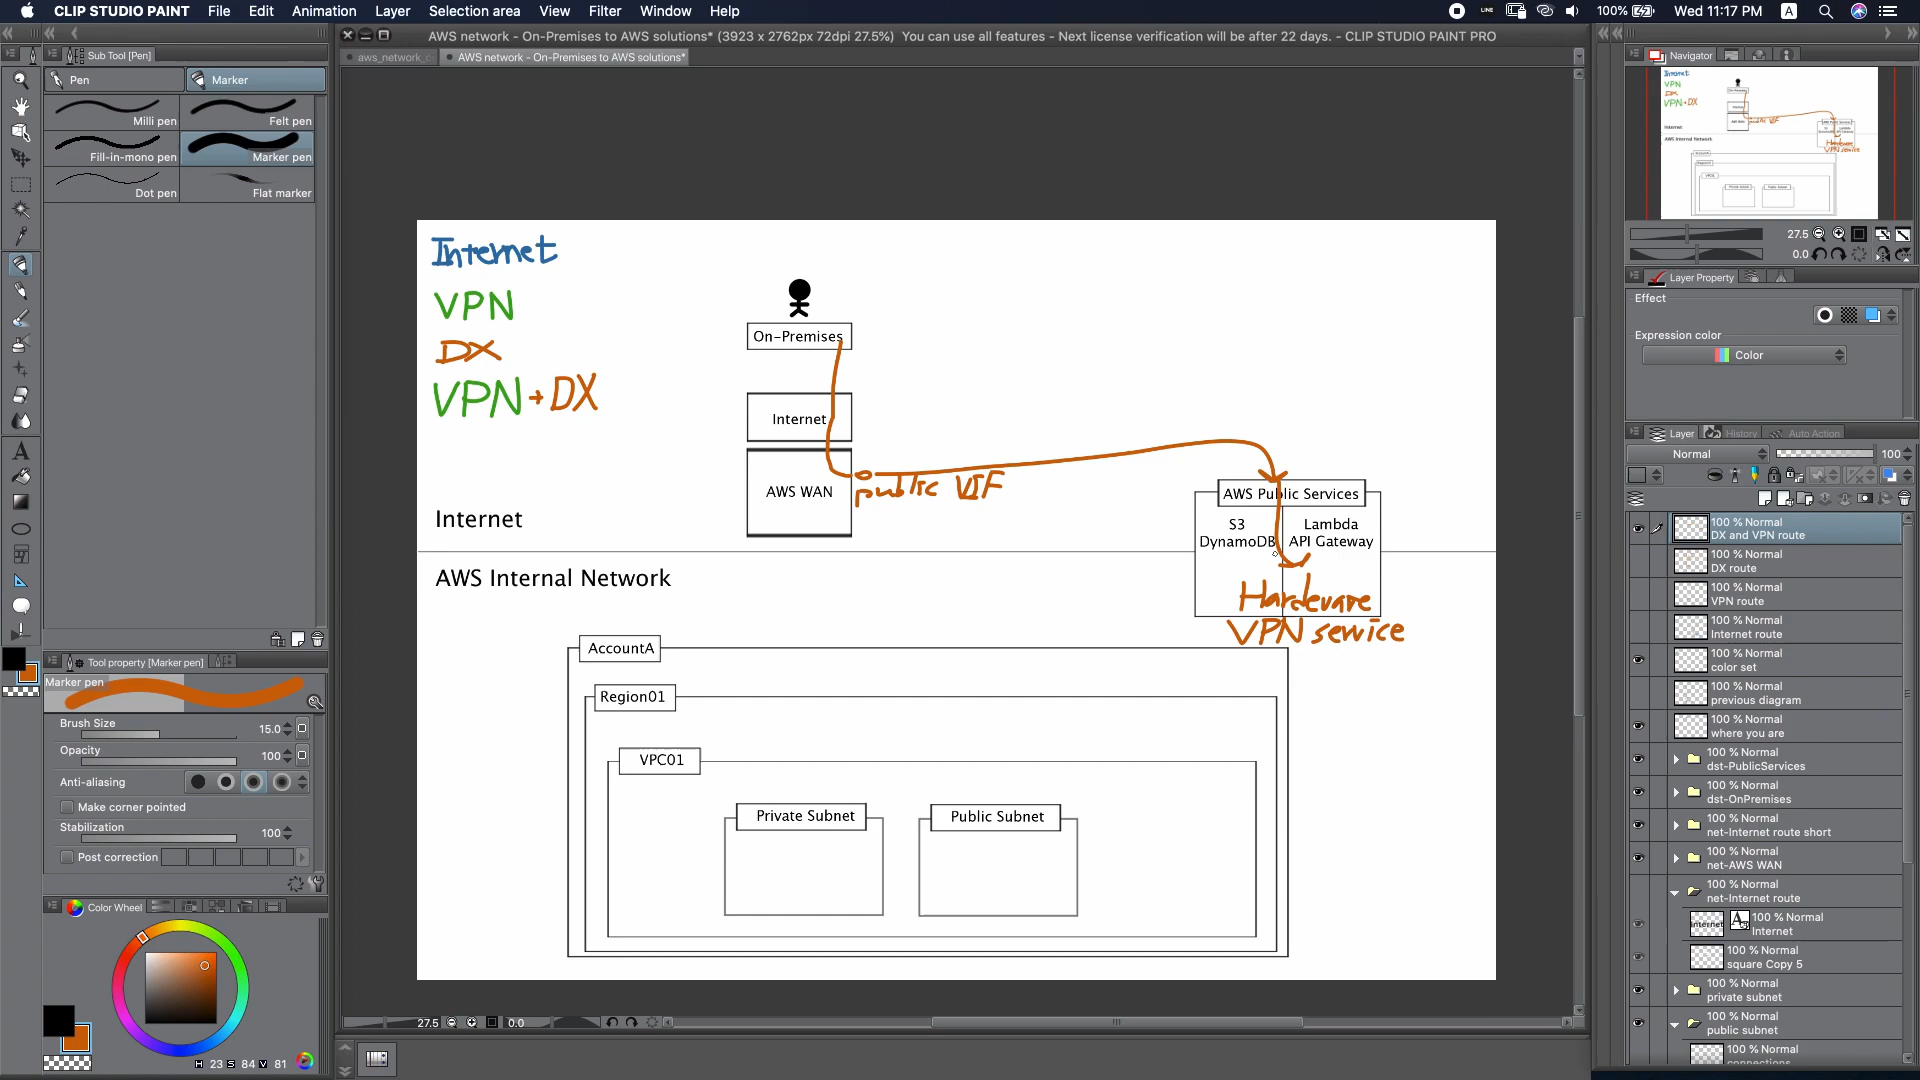 CLIP STUDIO PAINT File Edit Animation Layer Selection area View Filter Window Help
LINE 100% Wed 11:17 PM A
AWS network - On-Premises to AWS solutions* (3923 x 2762px 72dpi 27.5%) You can use all features - Next license verification will be after 22 days. - CLIP STUDIO PAINT PRO
aws_network_o
AWS network - On-Premises to AWS solutions*
Sub Tool [Pen]
Pen
Marker
Milli pen
Felt pen
Fill-in-mono pen
Marker pen
Dot pen
Flat marker
Tool property [Marker pen]
Marker pen
Brush Size 15.0
Opacity 100
Anti-aliasing
Make corner pointed
Stabilization 100
Post correction
Color Wheel
H 23 S 84 V 81
Internet
VPN
DX
VPN + DX
On-Premises
Internet
AWS WAN
public VIF
Internet
AWS Internal Network
AWS Public Services
S3
DynamoDB
Lambda
API Gateway
Hardware
VPN service
AccountA
Region01
VPC01
Private Subnet
Public Subnet
27.5
0.0
Navigator
27.5
0.0
Layer Property
Effect
Expression color
Color
Layer
History
Auto Action
Normal 100
100 % Normal
DX and VPN route
100 % Normal
DX route
100 % Normal
VPN route
100 % Normal
Internet route
100 % Normal
color set
100 % Normal
previous diagram
100 % Normal
where you are
100 % Normal
dst-PublicServices
100 % Normal
dst-OnPremises
100 % Normal
net-Internet route short
100 % Normal
net-AWS WAN
100 % Normal
net-Internet route
100 % Normal
Internet
100 % Normal
square Copy 5
100 % Normal
private subnet
100 % Normal
public subnet
100 % Normal
connections